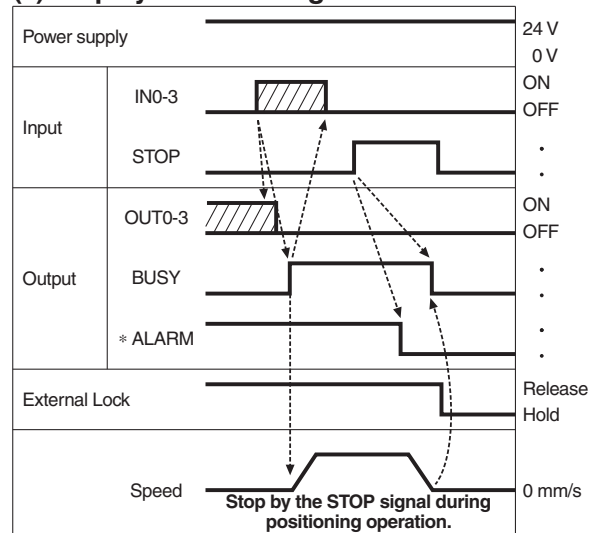 Power supply
24 V
0 V
Input
IN0-3
ON
OFF
STOP
Output
OUT0-3
ON
OFF
BUSY
* ALARM
External Lock
Release
Hold
Speed
0 mm/s
Stop by the STOP signal during
positioning operation.